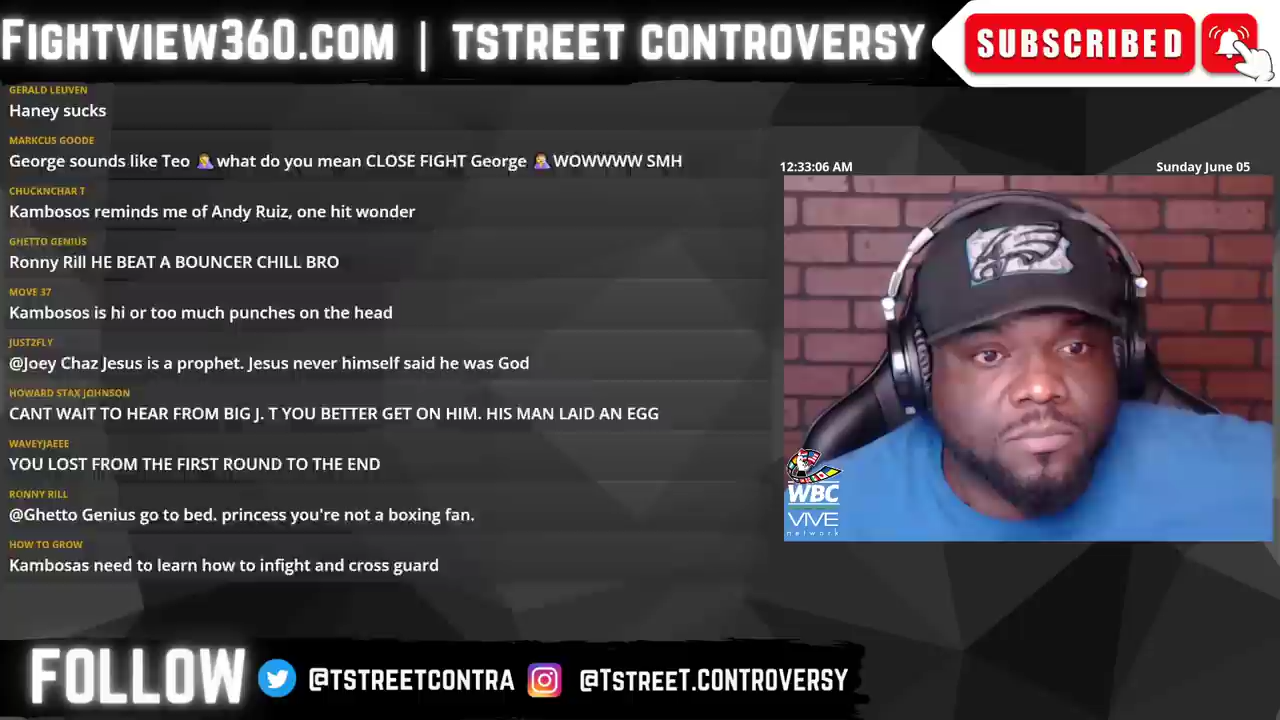 FIGHTVIEW360.COM | TSTREET CONTROVERSY
SUBSCRIBED
GERALD LEUVEN
Haney sucks
MARKCUS GOODE
George sounds like Teo 🤦what do you mean CLOSE FIGHT George 🤦WOWWWW SMH
CHUCKNCHAR T
Kambosos reminds me of Andy Ruiz, one hit wonder
GHETTO GENIUS
Ronny Rill HE BEAT A BOUNCER CHILL BRO
MOVE 37
Kambosos is hi or too much punches on the head
JUST2FLY
@Joey Chaz Jesus is a prophet. Jesus never himself said he was God
HOWARD STAX JOHNSON
CANT WAIT TO HEAR FROM BIG J. T YOU BETTER GET ON HIM. HIS MAN LAID AN EGG
WAVEYJAEEE
YOU LOST FROM THE FIRST ROUND TO THE END
RONNY RILL
@Ghetto Genius go to bed. princess you're not a boxing fan.
HOW TO GROW
Kambosas need to learn how to infight and cross guard
12:33:06 AM
Sunday June 05
WBC
VIVE
network
FOLLOW
@TSTREETCONTRA
@TSTREET.CONTROVERSY